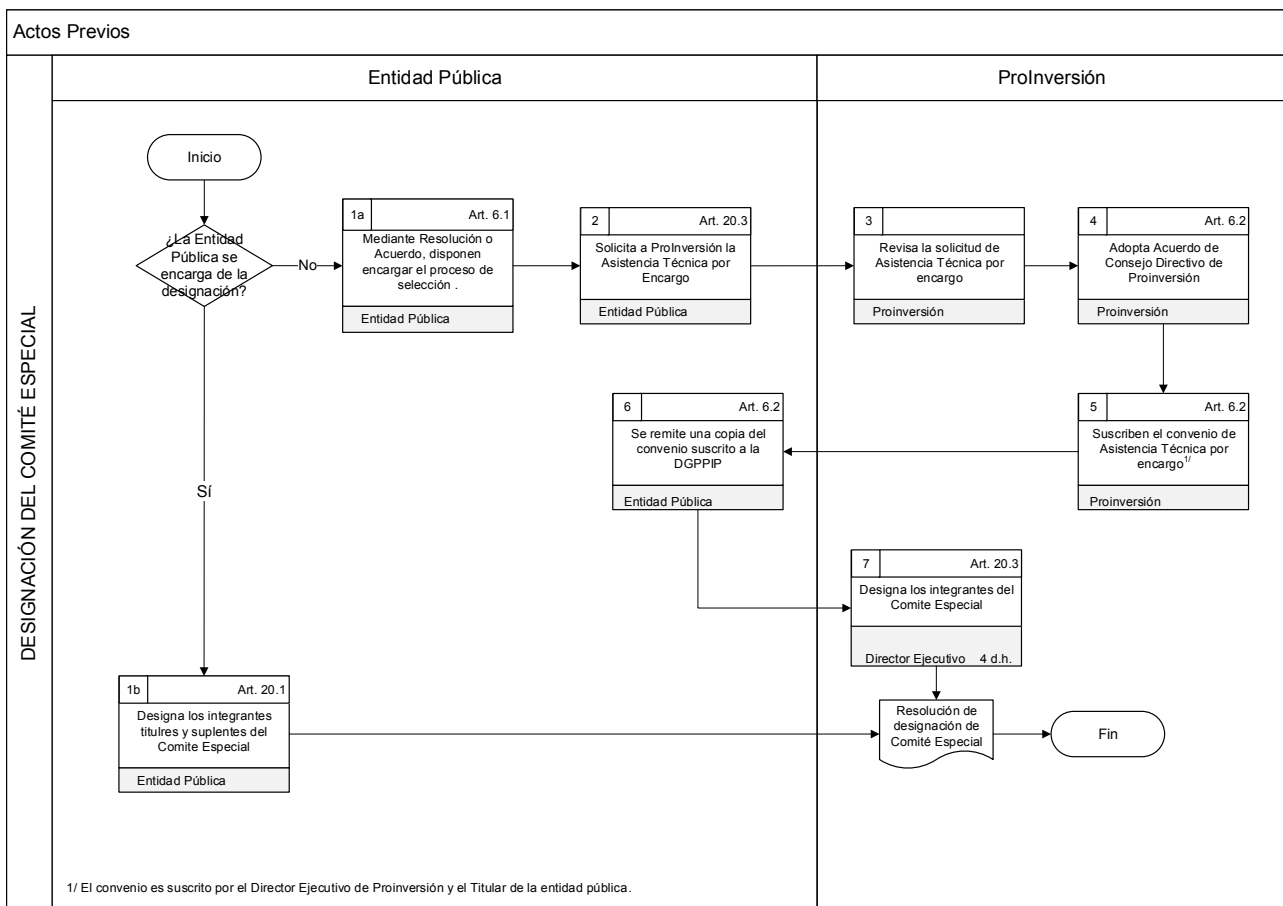 Actos Previos
DESIGNACIÓN DEL COMITÉ ESPECIAL
Entidad Pública
ProInversión
Inicio
¿La Entidad
Pública se
encarga de la
designación?
No
Sí
1a
Art. 6.1
Mediante Resolución o
Acuerdo, disponen
encargar el proceso de
selección .
Entidad Pública
2
Art. 20.3
Solicita a ProInversión la
Asistencia Técnica por
Encargo
Entidad Pública
3
Revisa la solicitud de
Asistencia Técnica por
encargo
Proinversión
4
Art. 6.2
Adopta Acuerdo de
Consejo Directivo de
Proinversión
Proinversión
5
Art. 6.2
Suscriben el convenio de
Asistencia Técnica por
encargo1/
Proinversión
6
Art. 6.2
Se remite una copia del
convenio suscrito a la
DGPPIP
Entidad Pública
7
Art. 20.3
Designa los integrantes del
Comite Especial
Director Ejecutivo 4 d.h.
1b
Art. 20.1
Designa los integrantes
titulres y suplentes del
Comite Especial
Entidad Pública
Resolución de
designación de
Comité Especial
Fin
1/ El convenio es suscrito por el Director Ejecutivo de Proinversión y el Titular de la entidad pública.